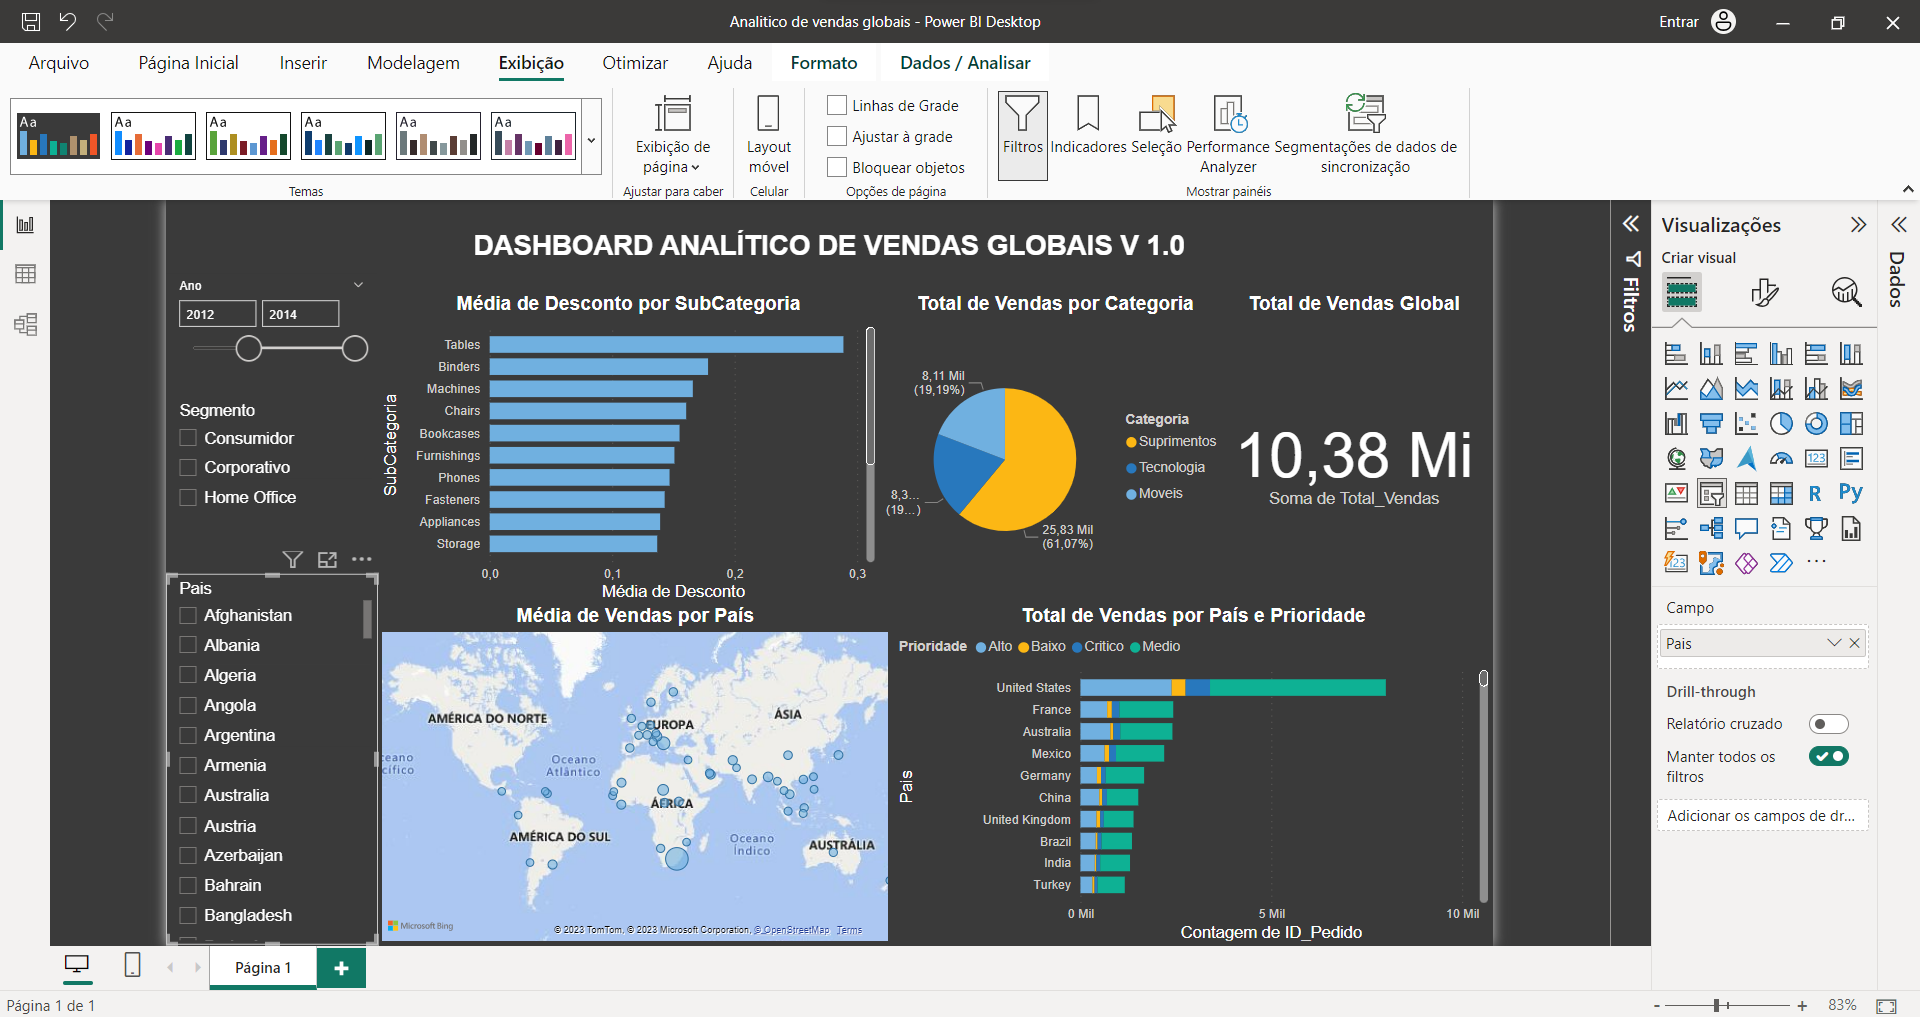 Analitico de vendas globais - Power BI Desktop
Entrar
Arquivo
Página Inicial
Inserir
Modelagem
Exibição
Otimizar
Ajuda
Formato
Dados / Analisar
Aa
Aa
Aa
Aa
Aa
Aa
Temas
Exibição de
página
Ajustar para caber
Layout
móvel
Celular
Linhas de Grade
Ajustar à grade
Bloquear objetos
Opções de página
Filtros
Indicadores
Seleção
Performance
Analyzer
Segmentações de dados de
sincronização
Mostrar painéis
DASHBOARD ANALÍTICO DE VENDAS GLOBAIS V 1.0
Ano
2012
2014
Segmento
Consumidor
Corporativo
Home Office
Pais
Afghanistan
Albania
Algeria
Angola
Argentina
Armenia
Australia
Austria
Azerbaijan
Bahrain
Bangladesh
Média de Desconto por SubCategoria
SubCategoria
Tables
Binders
Machines
Chairs
Bookcases
Furnishings
Phones
Fasteners
Appliances
Storage
0,0
0,1
0,2
0,3
Média de Desconto
Total de Vendas por Categoria
8,11 Mil
(19,19%)
8,3...
(19...)
25,83 Mil
(61,07%)
Categoria
Suprimentos
Tecnologia
Moveis
Total de Vendas Global
10,38 Mi
Soma de Total_Vendas
Média de Vendas por País
AMÉRICA DO NORTE
EUROPA
ÁSIA
ceano
cífico
Oceano
Atlântico
ÁFRICA
AMÉRICA DO SUL
Oceano
Índico
AUSTRÁLIA
Microsoft Bing
© 2023 TomTom, © 2023 Microsoft Corporation, © OpenStreetMap Terms
Total de Vendas por País e Prioridade
Prioridade
Alto
Baixo
Critico
Medio
Pais
United States
France
Australia
Mexico
Germany
China
United Kingdom
Brazil
India
Turkey
0 Mil
5 Mil
10 Mil
Contagem de ID_Pedido
Filtros
Visualizações
Criar visual
123
R
Py
123
Campo
Pais
Drill-through
Relatório cruzado
Manter todos os
filtros
Adicionar os campos de dr...
Dados
Página 1
Página 1 de 1
83%